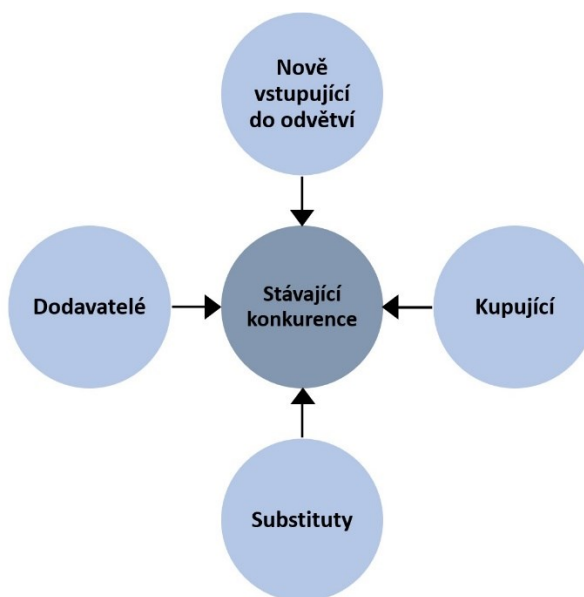 Nově
vstupující
do odvětví
Dodavatelé
Stávající
konkurence
Kupující
Substituty